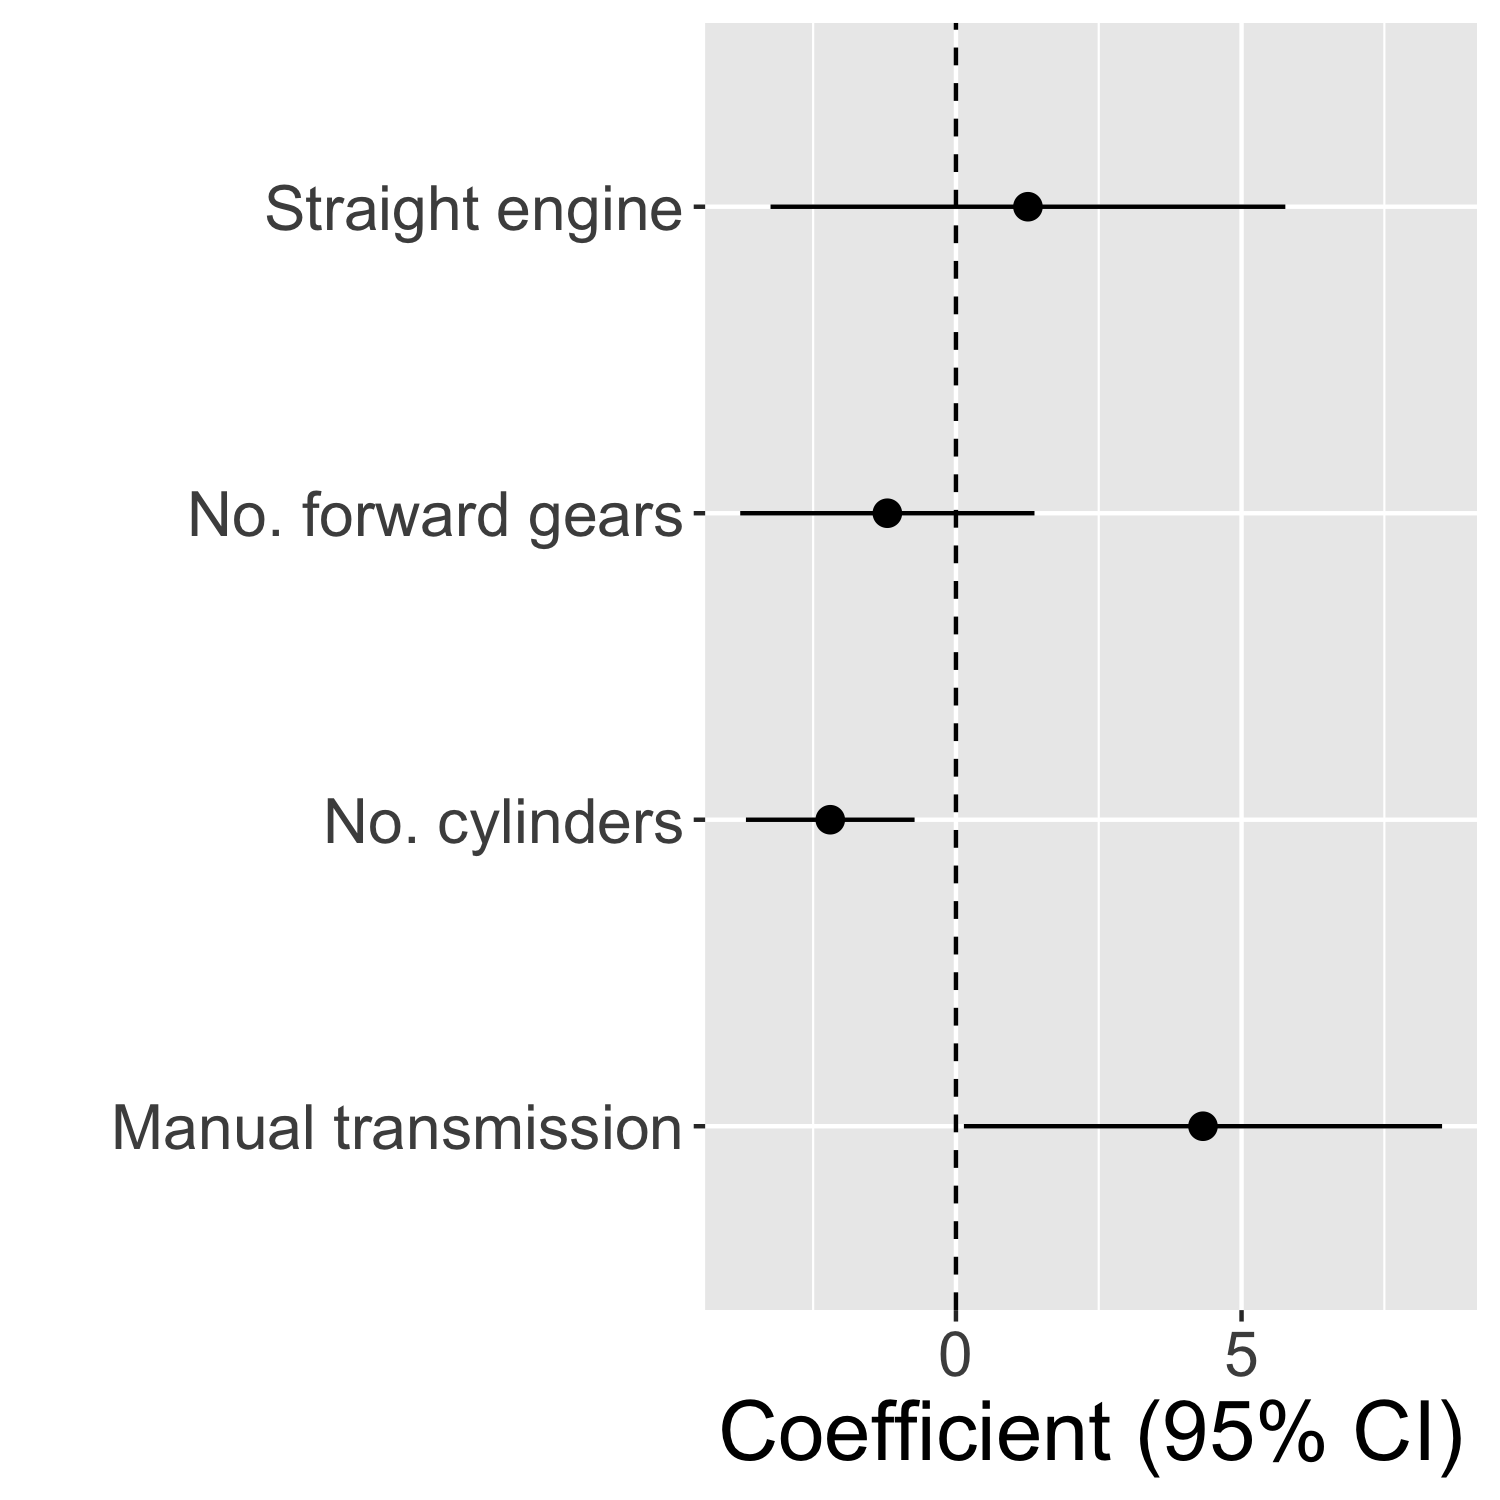 Straight engine
No. forward gears
No. cylinders
Manual transmission
0 5
Coefficient (95% CI)